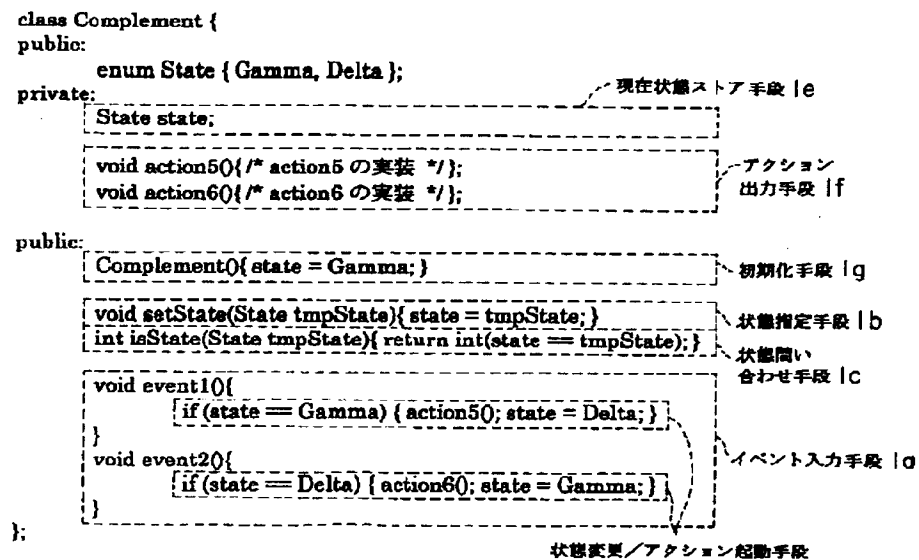 class Complement {
public:
enum State { Gamma, Delta };
private:
現在状態ストア手段 1e
State state;
void action5(){ /* action5 の実装 */};
void action6(){ /* action6 の実装 */};
アクション
出力手段 1f
public:
Complement(){ state = Gamma; }
初期化手段 1g
void setState(State tmpState){ state = tmpState; }
状態指定手段 1b
int isState(State tmpState){ return int(state == tmpState); }
状態問い
合わせ手段 1c
void event1(){
if (state == Gamma) { action5(); state = Delta; }
}
void event2(){
イベント入力手段 1a
if (state == Delta) { action6(); state = Gamma; }
}
};
状態変更/アクション起動手段